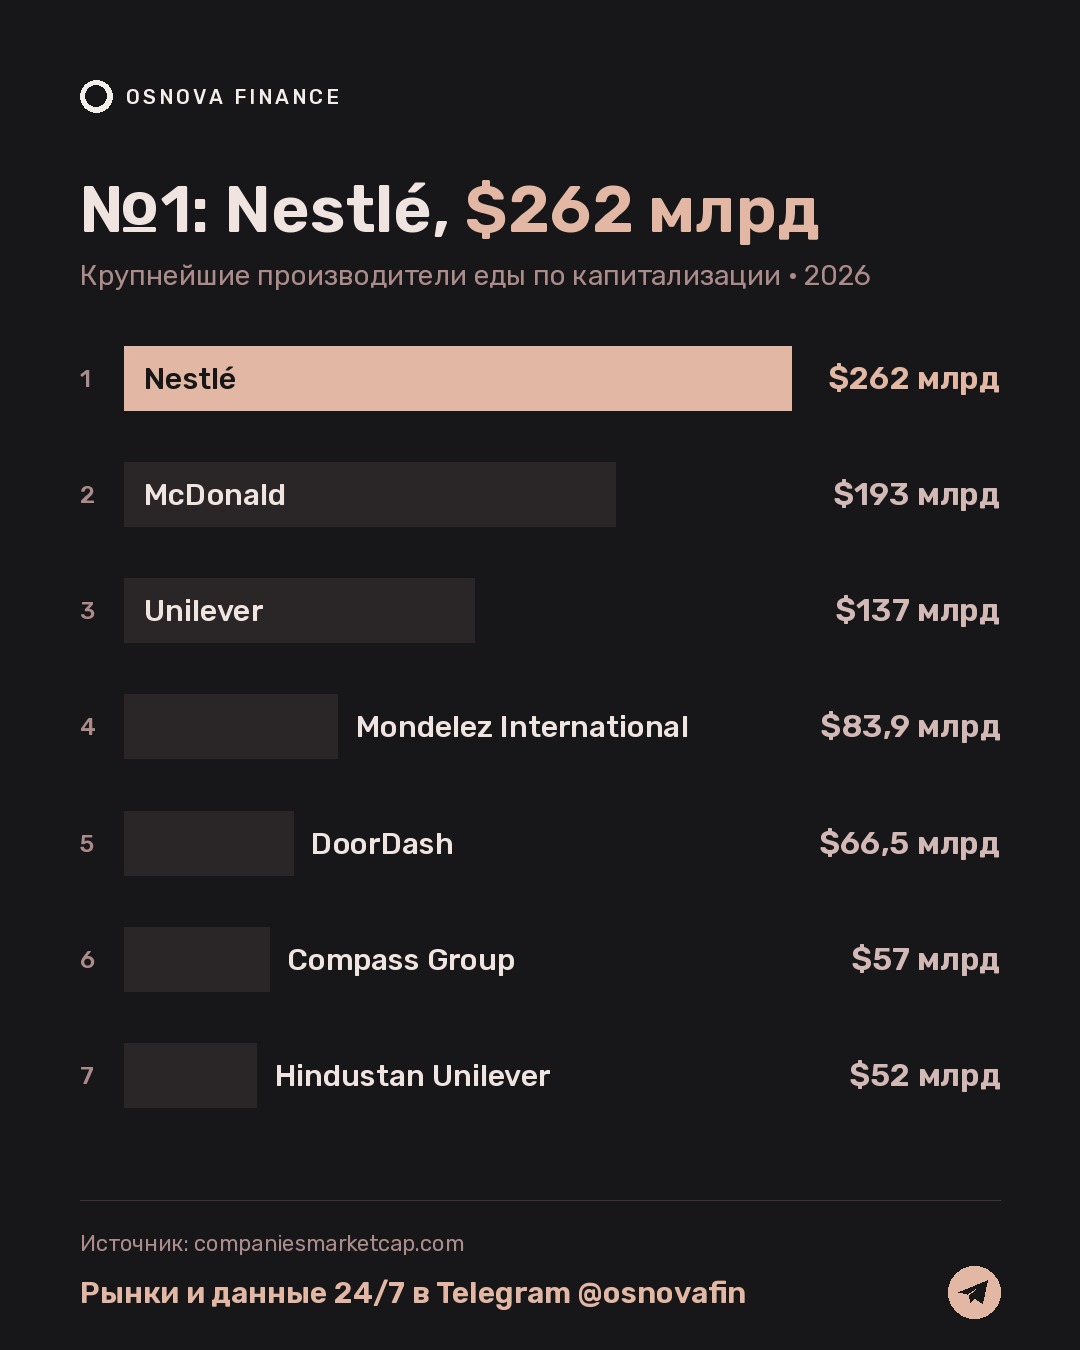 OSNOVA FINANCE
№1: Nestlé, $262 млрд
Крупнейшие производители еды по капитализации • 2026
1 Nestlé $262 млрд
2 McDonald $193 млрд
3 Unilever $137 млрд
4 Mondelez International $83,9 млрд
5 DoorDash $66,5 млрд
6 Compass Group $57 млрд
7 Hindustan Unilever $52 млрд
Источник: companiesmarketcap.com
Рынки и данные 24/7 в Telegram @osnovafin